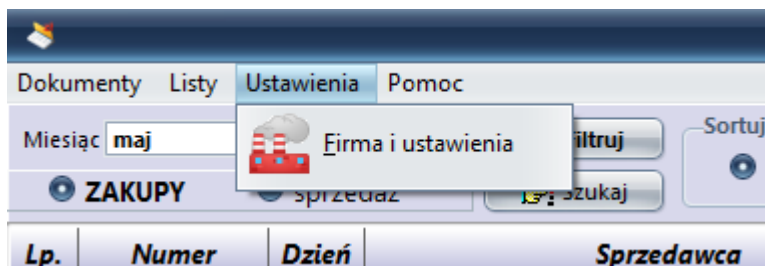 Dokumenty Listy Ustawienia Pomoc
Miesiąc maj Firma i ustawienia filtruj Sortuj
ZAKUPY sprzedaż Szukaj
Lp. Numer Dzień Sprzedawca